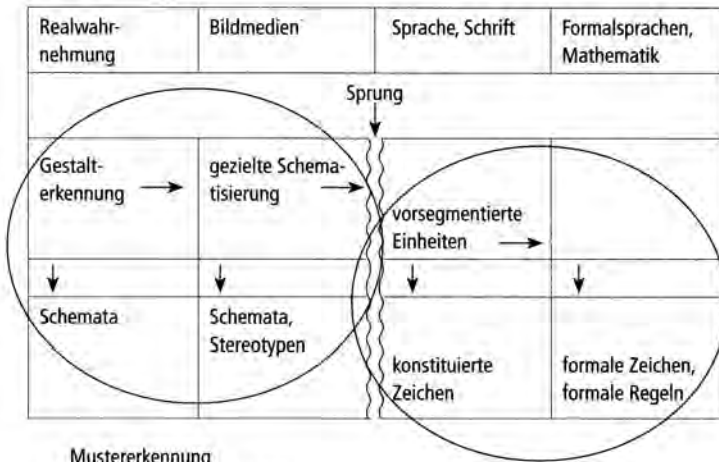 Realwahr-
nehmung
Bildmedien
Sprache, Schrift
Formalsprachen,
Mathematik
Sprung
Gestalt-
erkennung
gezielte Schema-
tisierung
vorsegmentierte
Einheiten
Schemata
Schemata,
Stereotypen
konstituierte
Zeichen
formale Zeichen,
formale Regeln
Mustererkennung